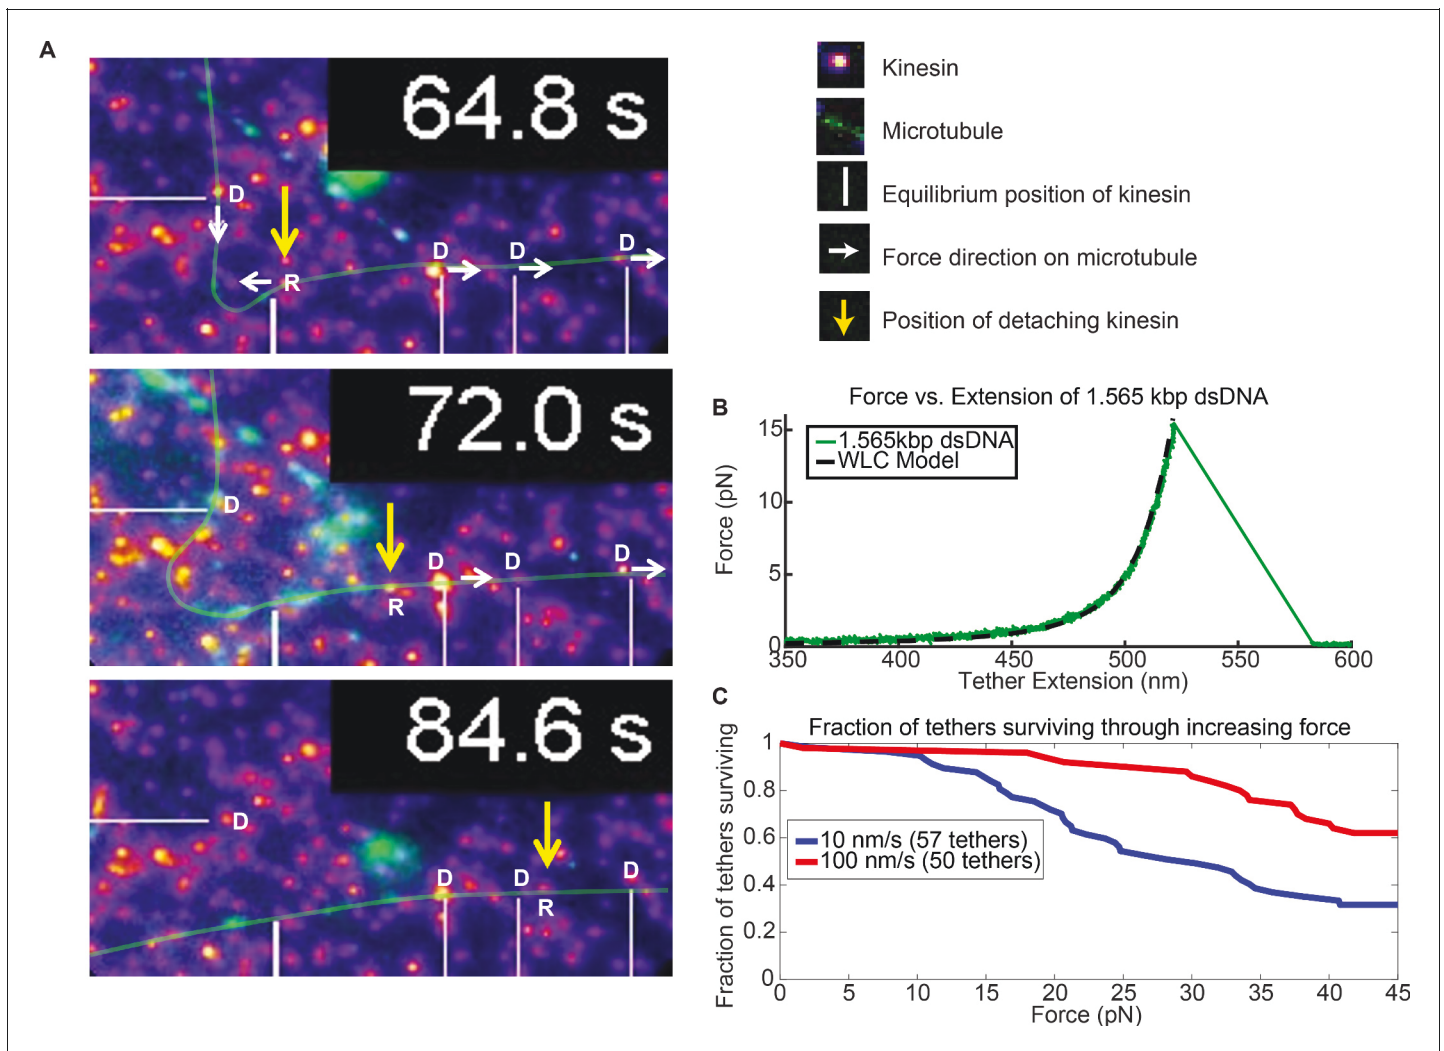 A
64.8 s
D
D
D
D
R
72.0 s
D
D
D
D
R
84.6 s
D
D
D
D
R
Kinesin
Microtubule
Equilibrium position of kinesin
Force direction on microtubule
Position of detaching kinesin
B
Force vs. Extension of 1.565 kbp dsDNA
1.565kbp dsDNA
WLC Model
Force (pN)
15
10
5
0
350 400 450 500 550 600
Tether Extension (nm)
C
Fraction of tethers surviving through increasing force
Fraction of tethers surviving
1
0.8
0.6
0.4
0.2
0
10 nm/s (57 tethers)
100 nm/s (50 tethers)
0 5 10 15 20 25 30 35 40 45
Force (pN)